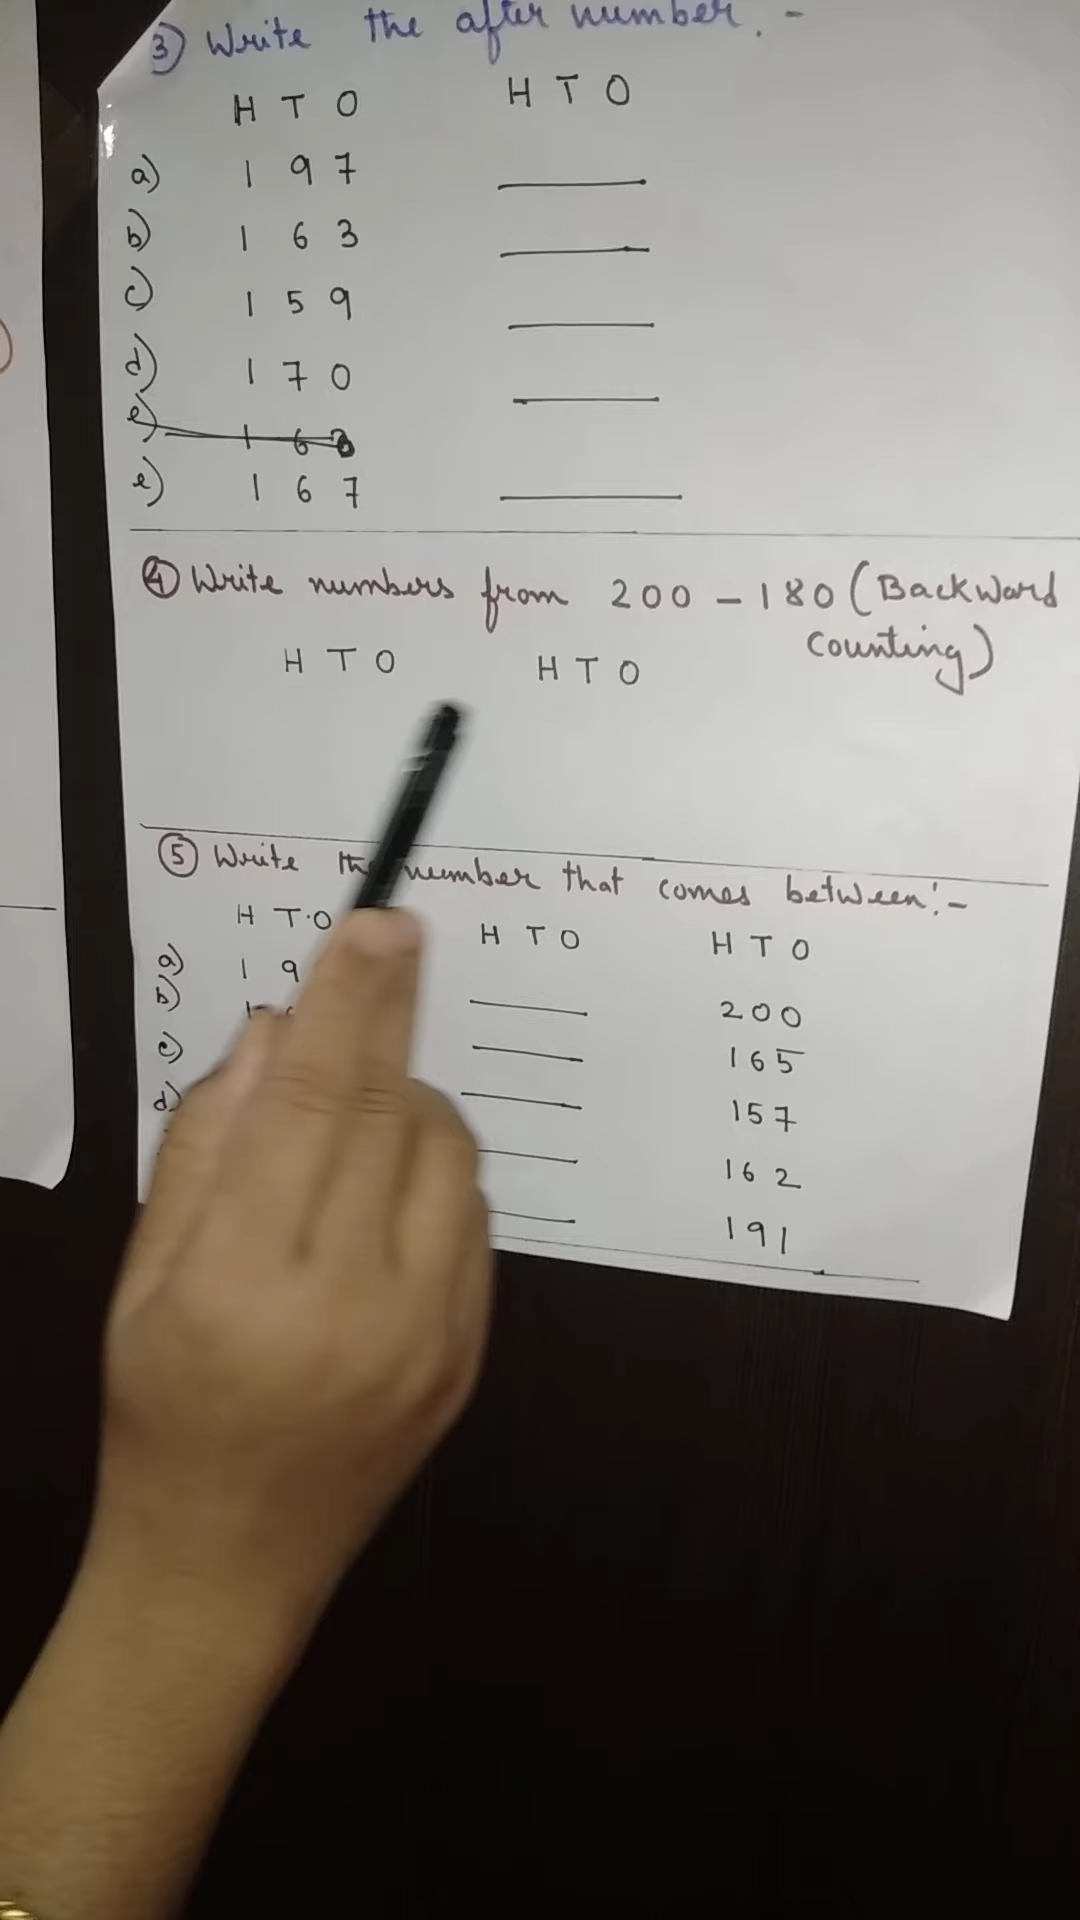 3) Write the after number. -
H T O H T O
a) 1 9 7
b) 1 6 3
c) 1 5 9
d) 1 7 0
e)
e) 1 6 7
4 Write numbers from 200 - 180 (Backward
counting)
H T O H T O
5 Write the number that comes between :-
H T O H T O H T O
a) 1 9 200
b) 165
c) 157
d) 162
191